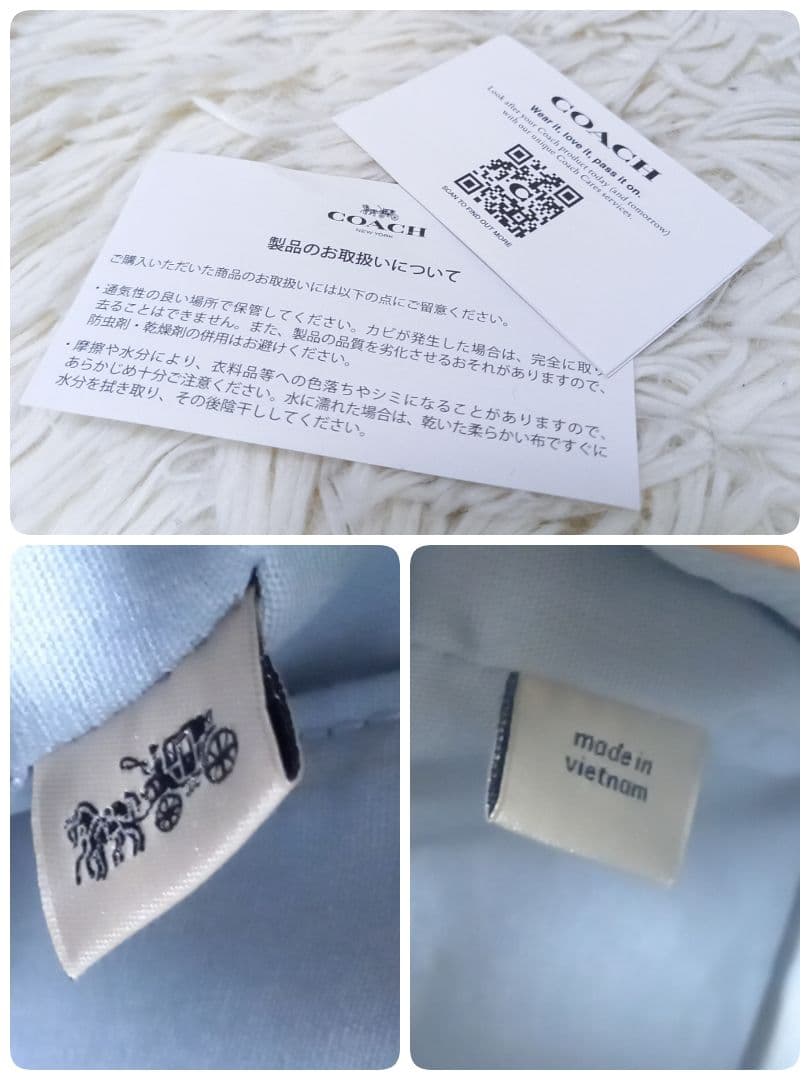 COACH
Wear it, love it, pass it on.
Look after your Coach product today (and tomorrow)
with our unique Coach Cares services.
C
SCAN TO FIND OUT MORE
COACH
NEW YORK
製品のお取扱いについて
ご購入いただいた商品のお取扱いには以下の点にご留意ください。
・通気性の良い場所で保管してください。カビが発生した場合は、完全に取り
去ることはできません。また、製品の品質を劣化させるおそれがありますので、
防虫剤・乾燥剤の併用はお避けください。
・摩擦や水分により、衣料品等への色落ちやシミになることがありますので、
あらかじめ十分ご注意ください。水に濡れた場合は、乾いた柔らかい布ですぐに
水分を拭き取り、その後陰干ししてください。
made in
vietnam